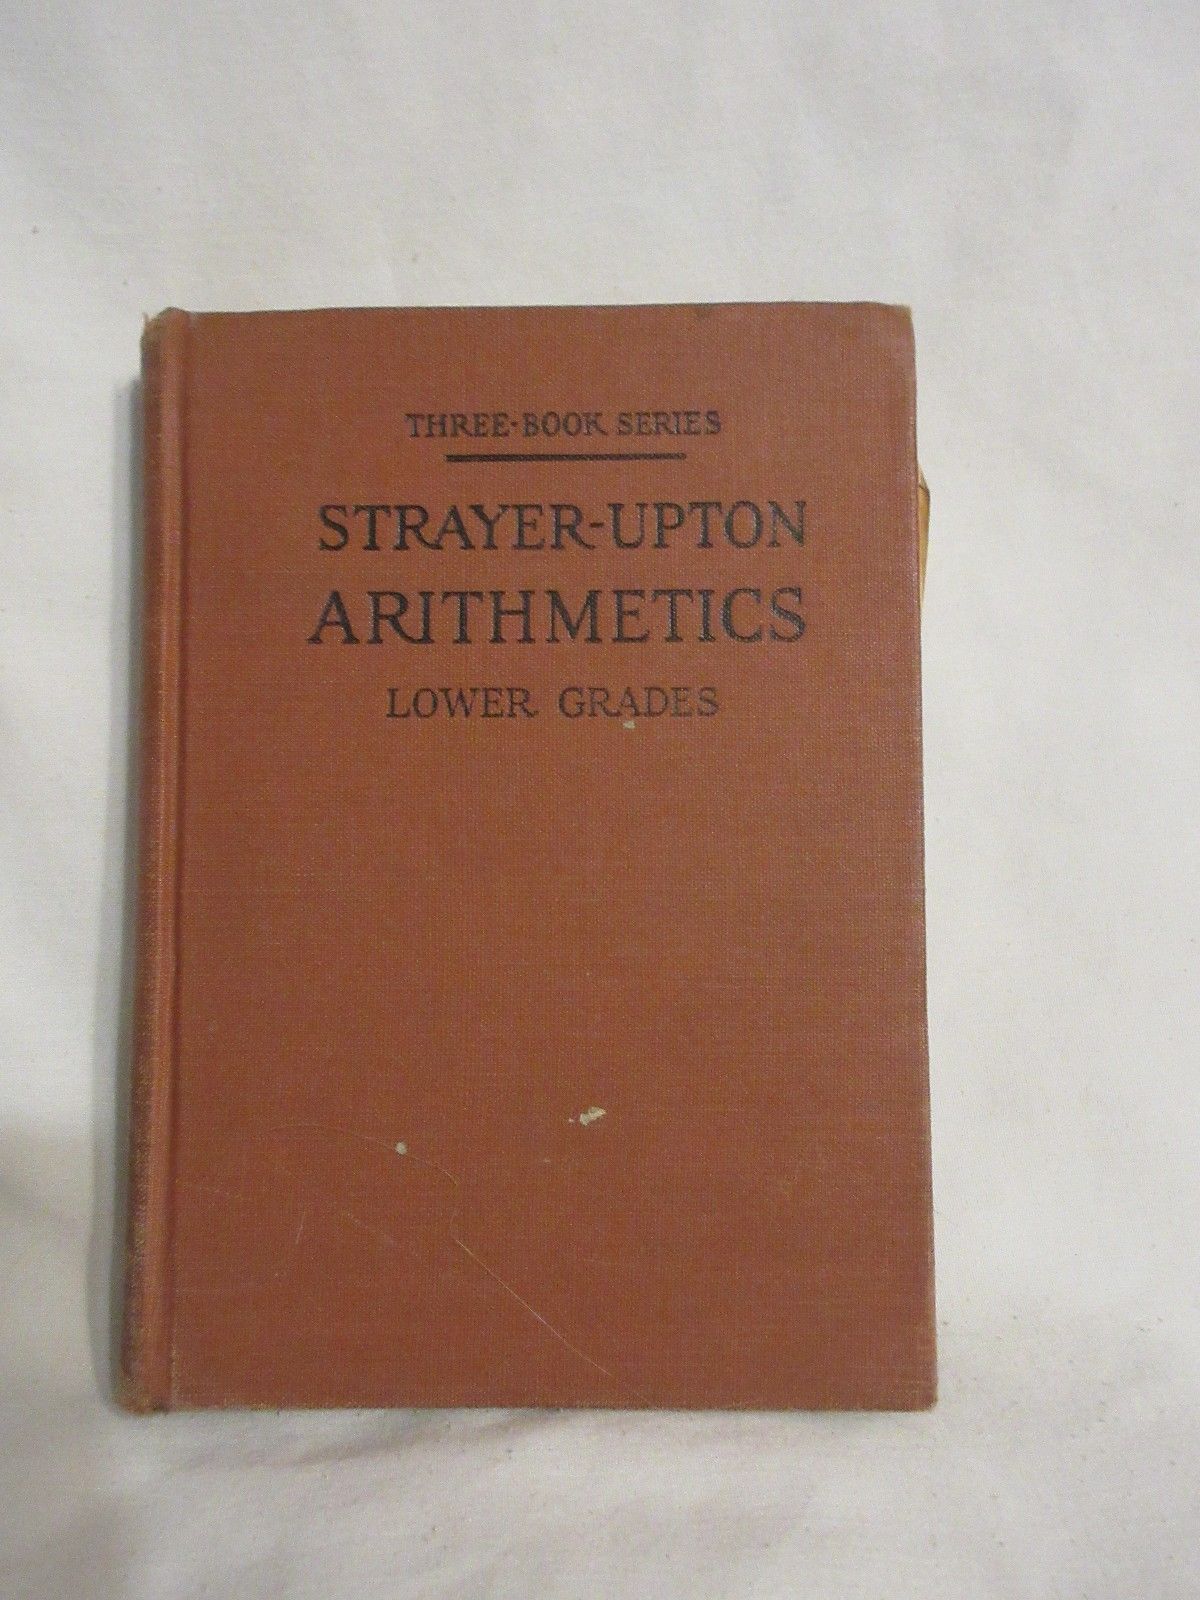 THREE-BOOK SERIES
STRAYER-UPTON
ARITHMETICS
LOWER GRADES